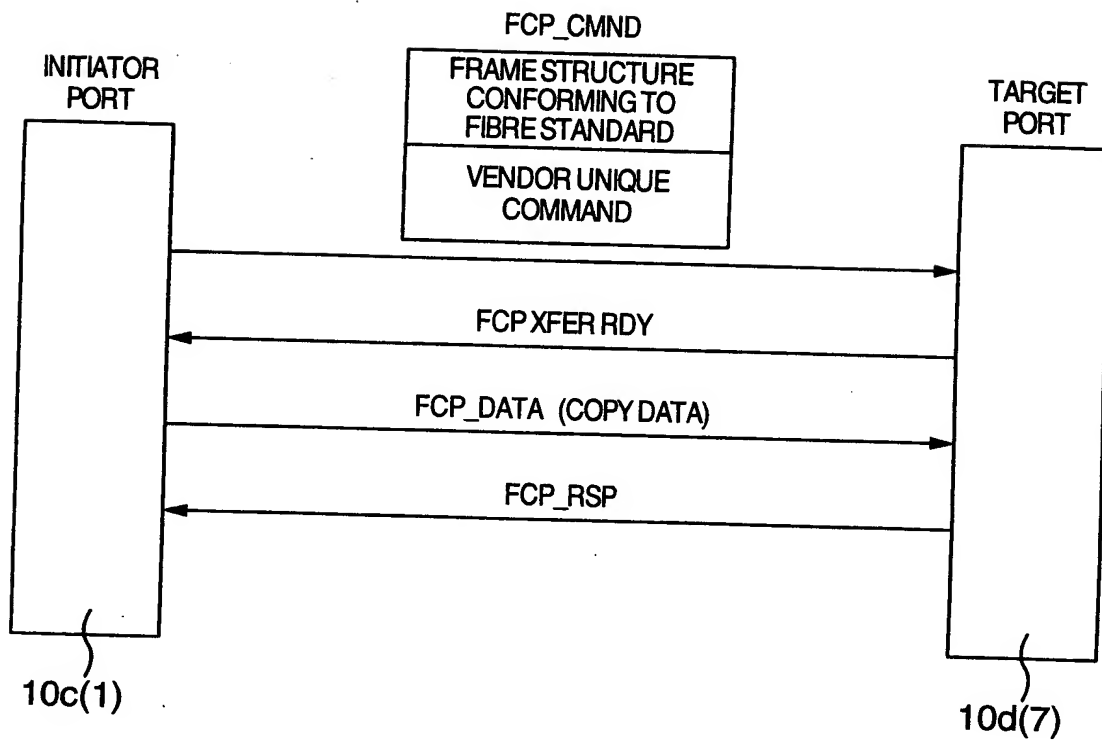 FCP_CMND
INITIATOR
PORT
FRAME STRUCTURE
CONFORMING TO
FIBRE STANDARD
VENDOR UNIQUE
COMMAND
TARGET
PORT
FCP XFER RDY
FCP_DATA (COPY DATA)
FCP_RSP
10c(1)
10d(7)